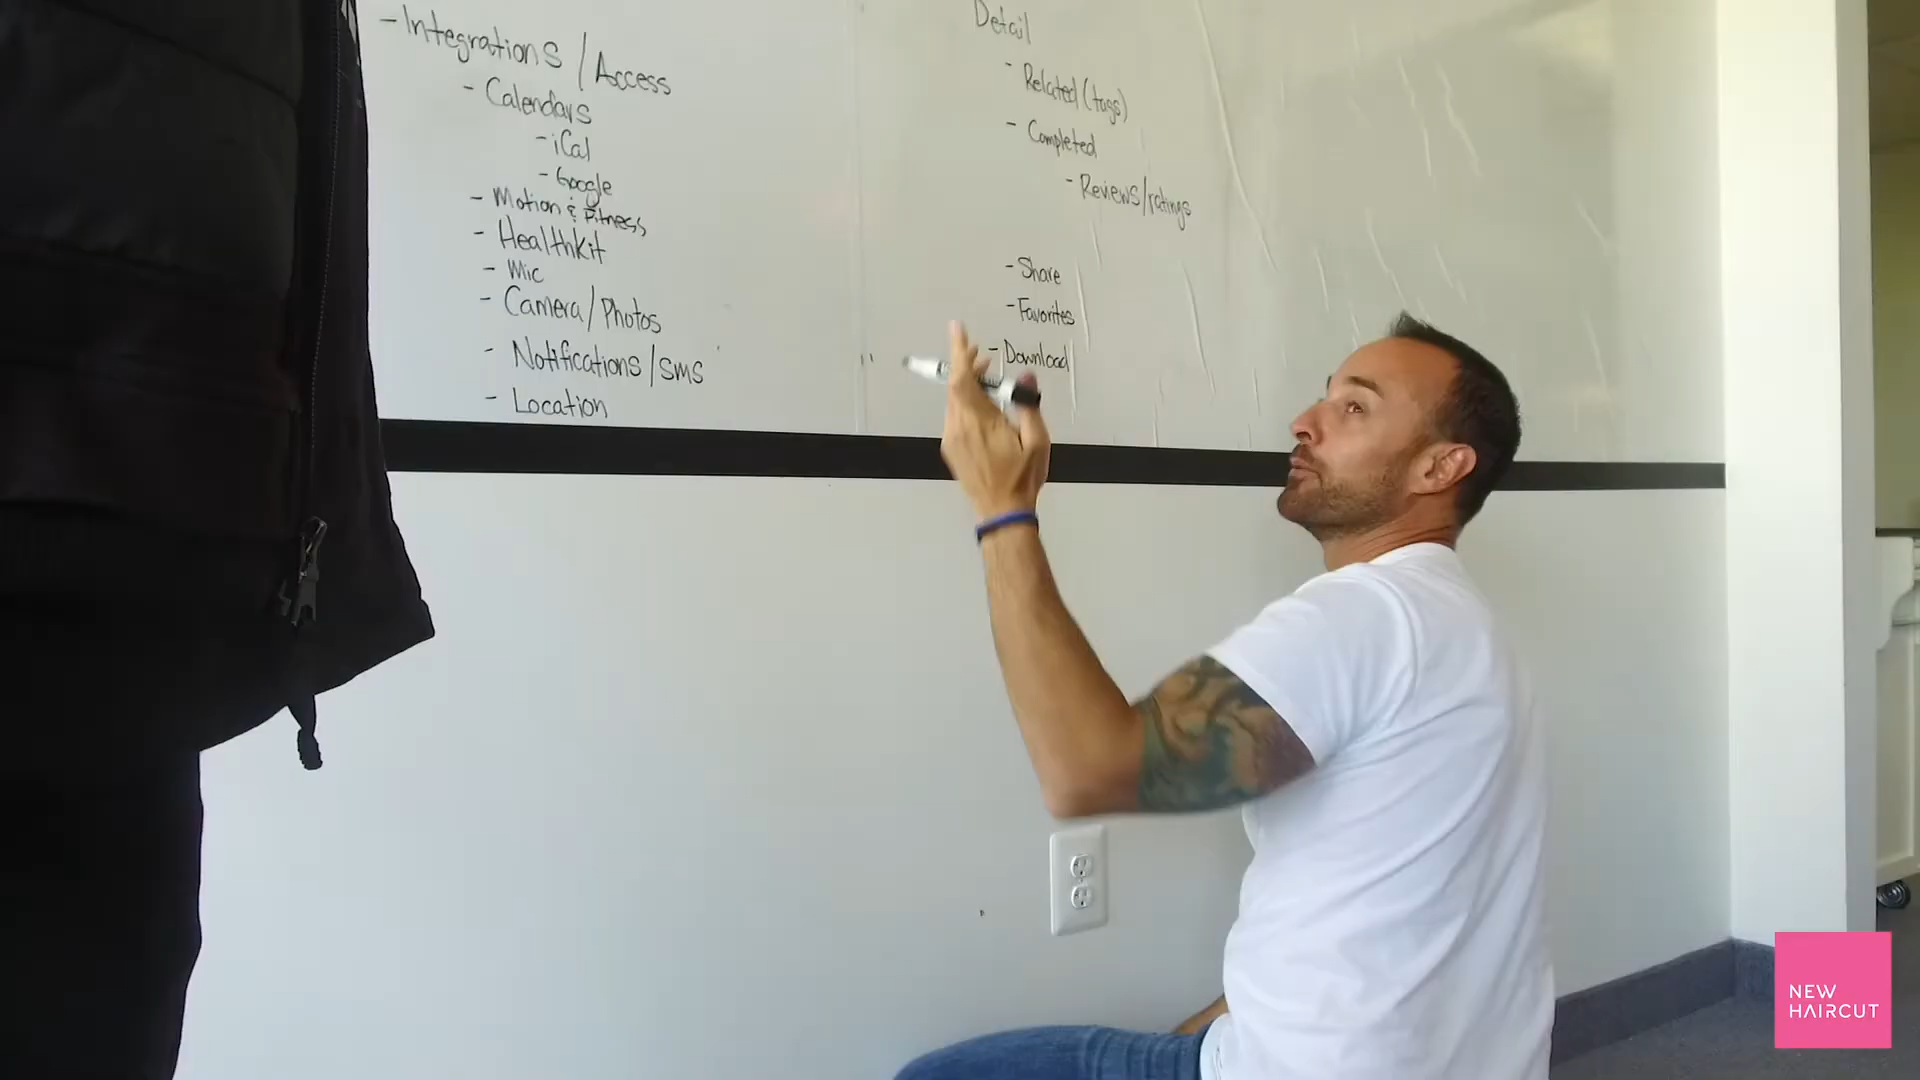 - Integrations / Access
- Calendars
- iCal
- Google
- Motion & Fitness
- HealthKit
- Mic
- Camera / Photos
- Notifications / SMS
- Location
Detail
- Related (tags)
- Completed
- Reviews/ratings
- Share
- Favorites
- Download
NEW
HAIRCUT